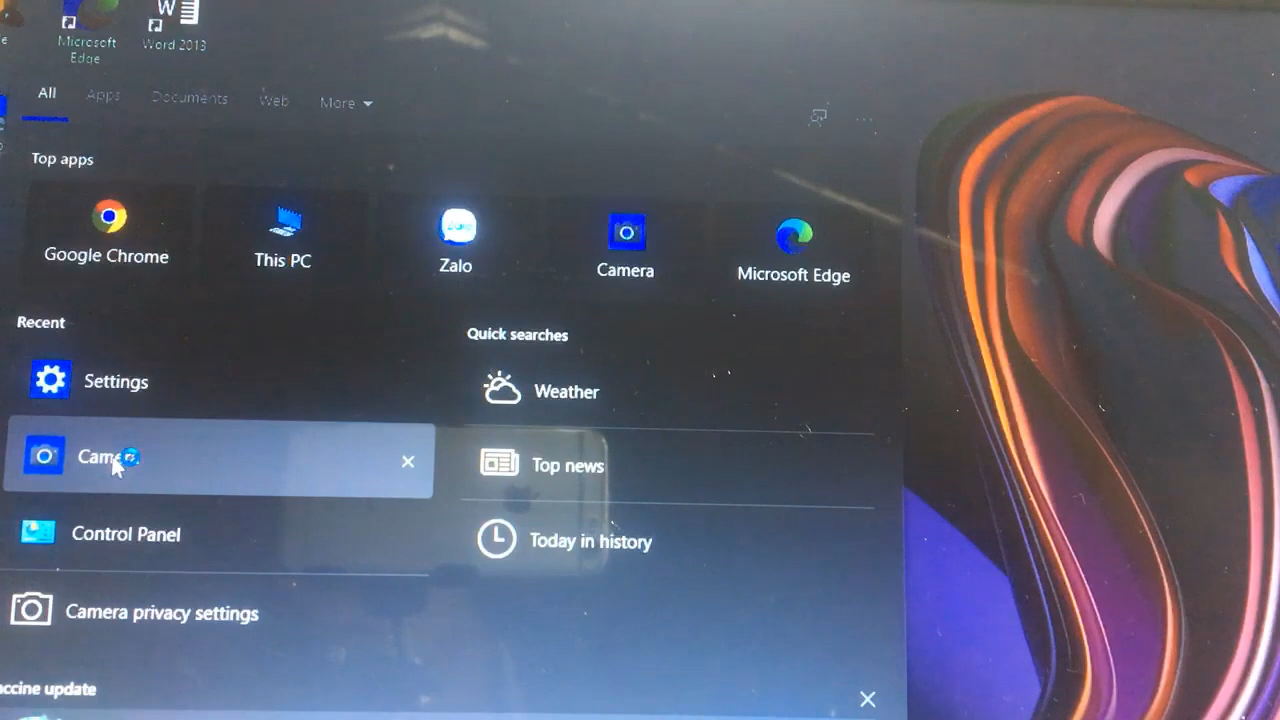 Microsoft
Edge
Word 2013
All Apps Documents Web More
Top apps
Google Chrome This PC Zalo Camera Microsoft Edge
Recent
Quick searches
Settings
Weather
Top news
Control Panel
Today in history
Camera privacy settings
update